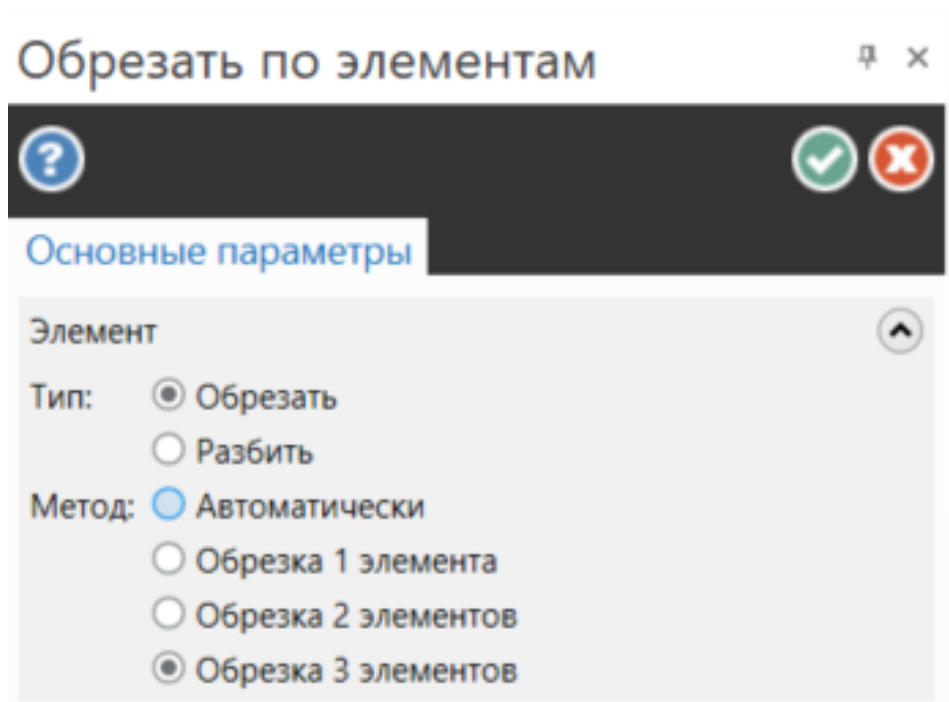 Обрезать по элементам
Основные параметры
Элемент
Тип: Обрезать
Разбить
Метод: Автоматически
Обрезка 1 элемента
Обрезка 2 элементов
Обрезка 3 элементов